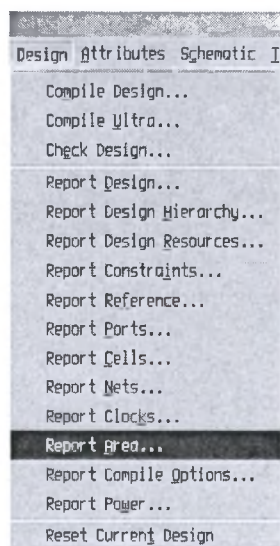 Design Attributes Schematic
Compile Design...
Compile Ultra...
Check Design...
Report Design...
Report Design Hierarchy...
Report Design Resources...
Report Constraints...
Report Reference...
Report Ports...
Report Cells...
Report Nets...
Report Clocks...
Report Area...
Report Compile Options...
Report Power...
Reset Current Design